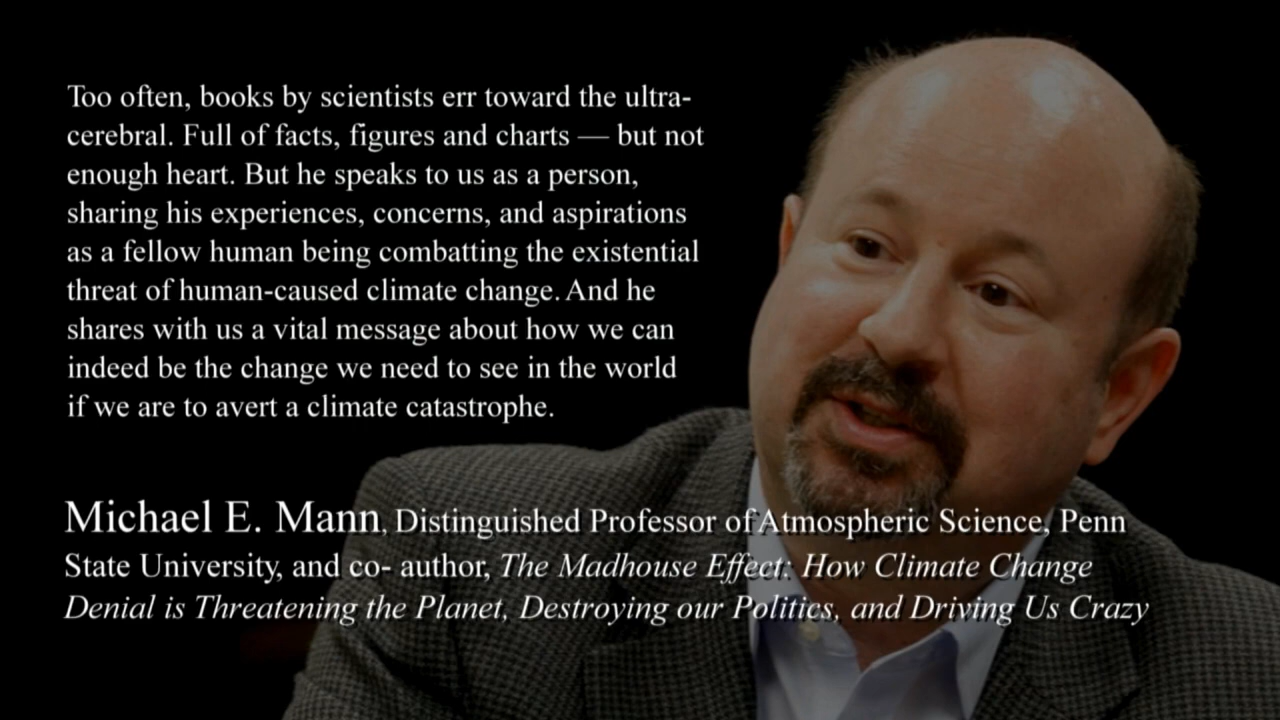 Too often, books by scientists err toward the ultra-
cerebral. Full of facts, figures and charts — but not
enough heart. But he speaks to us as a person,
sharing his experiences, concerns, and aspirations
as a fellow human being combatting the existential
threat of human-caused climate change. And he
shares with us a vital message about how we can
indeed be the change we need to see in the world
if we are to avert a climate catastrophe.
Michael E. Mann, Distinguished Professor of Atmospheric Science, Penn
State University, and co- author, The Madhouse Effect: How Climate Change
Denial is Threatening the Planet, Destroying our Politics, and Driving Us Crazy